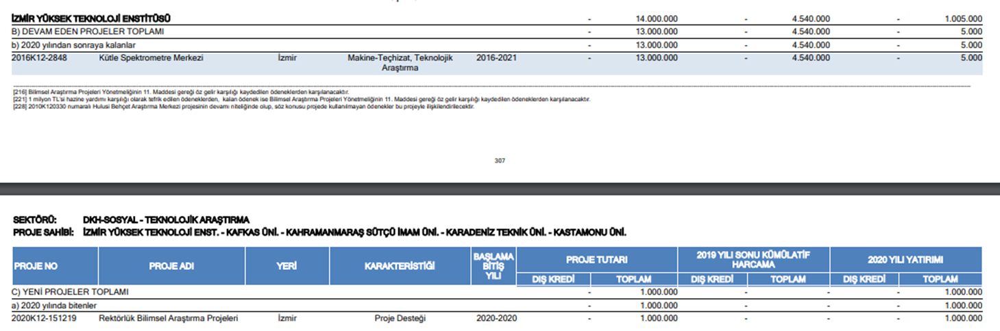 İZMİR YÜKSEK TEKNOLOJİ ENSTİTÜSÜ - 14.000.000 - 4.540.000 - 1.005.000
B) DEVAM EDEN PROJELER TOPLAMI - 13.000.000 - 4.540.000 - 5.000
b) 2020 yılından sonraya kalanlar - 13.000.000 - 4.540.000 - 5.000
2016K12-2848 Kütle Spektrometre Merkezi İzmir Makine-Teçhizat, Teknolojik 2016-2021 - 13.000.000 - 4.540.000 - 5.000
Araştırma
[216] Bilimsel Araştırma Projeleri Yönetmeliğinin 11. Maddesi gereği öz gelir karşılığı kaydedilen ödeneklerden karşılanacaktır.
[221] 1 milyon TL'si hazine yardımı karşılığı olarak tefrik edilen ödeneklerden, kalan ödenek ise Bilimsel Araştırma Projeleri Yönetmeliğinin 11. Maddesi gereği öz gelir karşılığı kaydedilen ödeneklerden karşılanacaktır.
[228] 2010K120330 numaralı Hulusi Behçet Araştırma Merkezi projesinin devamı niteliğinde olup, söz konusu projede kullanılmayan ödenekler bu projeyle ilişkilendirilecektir.
307
SEKTÖRÜ: DKH-SOSYAL - TEKNOLOJİK ARAŞTIRMA
PROJE SAHİBİ: İZMİR YÜKSEK TEKNOLOJİ ENST. - KAFKAS ÜNİ. - KAHRAMANMARAŞ SÜTÇÜ İMAM ÜNİ. - KARADENİZ TEKNİK ÜNİ. - KASTAMONU ÜNİ.
PROJE NO PROJE ADI YERİ KARAKTERİSTİĞİ BAŞLAMA BİTİŞ YILI PROJE TUTARI 2019 YILI SONU KÜMÜLATİF HARCAMA 2020 YILI YATIRIMI
DIŞ KREDİ TOPLAM DIŞ KREDİ TOPLAM DIŞ KREDİ TOPLAM
C) YENİ PROJELER TOPLAMI - 1.000.000 - - - 1.000.000
a) 2020 yılında bitenler - 1.000.000 - - - 1.000.000
2020K12-151219 Rektörlük Bilimsel Araştırma Projeleri İzmir Proje Desteği 2020-2020 - 1.000.000 - - - 1.000.000